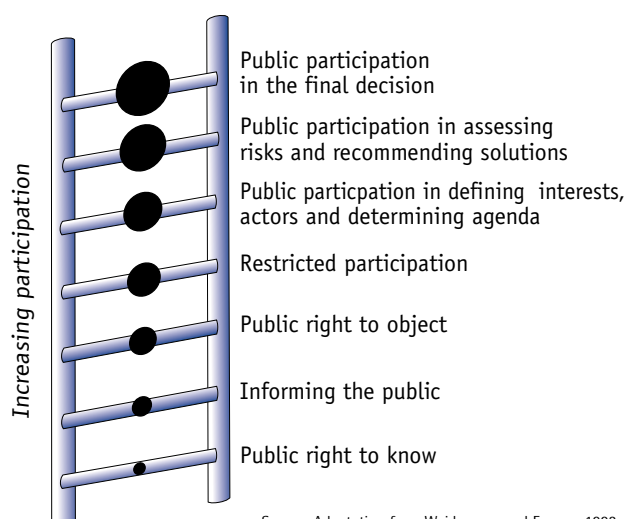 Public participation
in the final decision
Public participation in assessing
risks and recommending solutions
Public particpation in defining interests,
actors and determining agenda
Restricted participation
Public right to object
Informing the public
Public right to know
Increasing participation